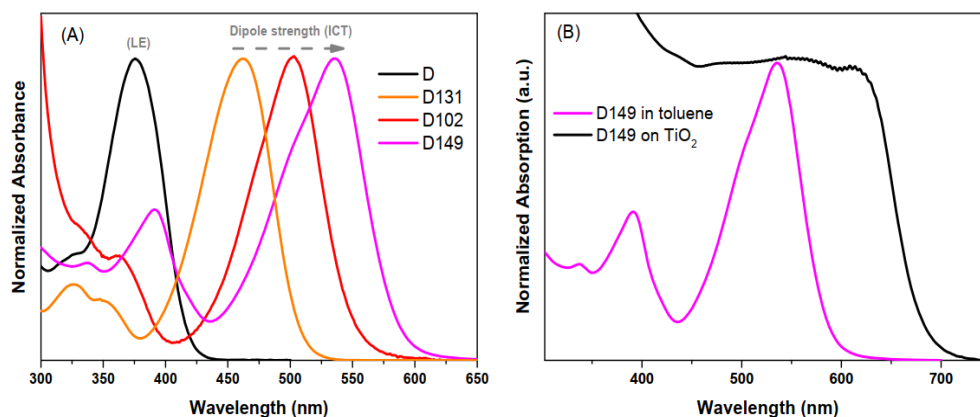 (A)
(LE)
Dipole strength (ICT)
D
D131
D102
D149
Normalized Absorbance
300 350 400 450 500 550 600 650
Wavelength (nm)
(B)
D149 in toluene
D149 on TiO₂
Normalized Absorption (a.u.)
400 500 600 700
Wavelength (nm)